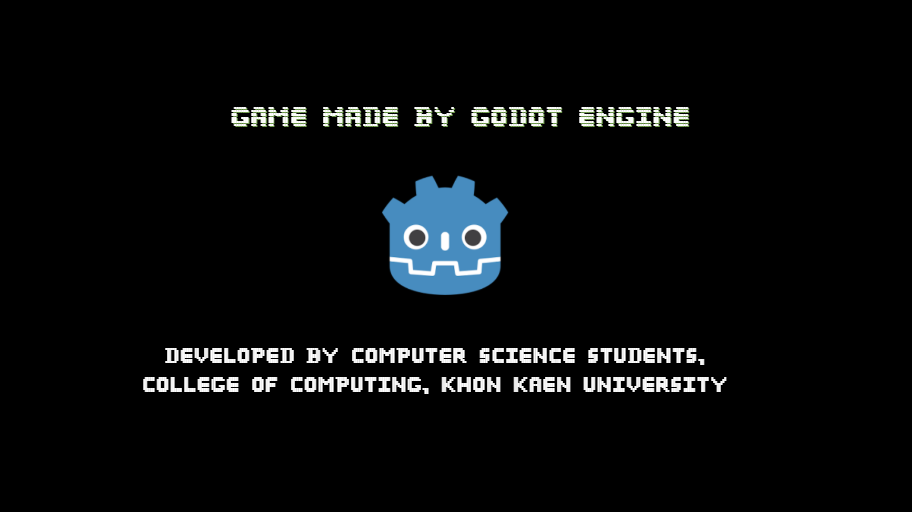 GAME MADE BY GODOT ENGINE
DEVELOPED BY COMPUTER SCIENCE STUDENTS,
COLLEGE OF COMPUTING, KHON KAEN UNIVERSITY